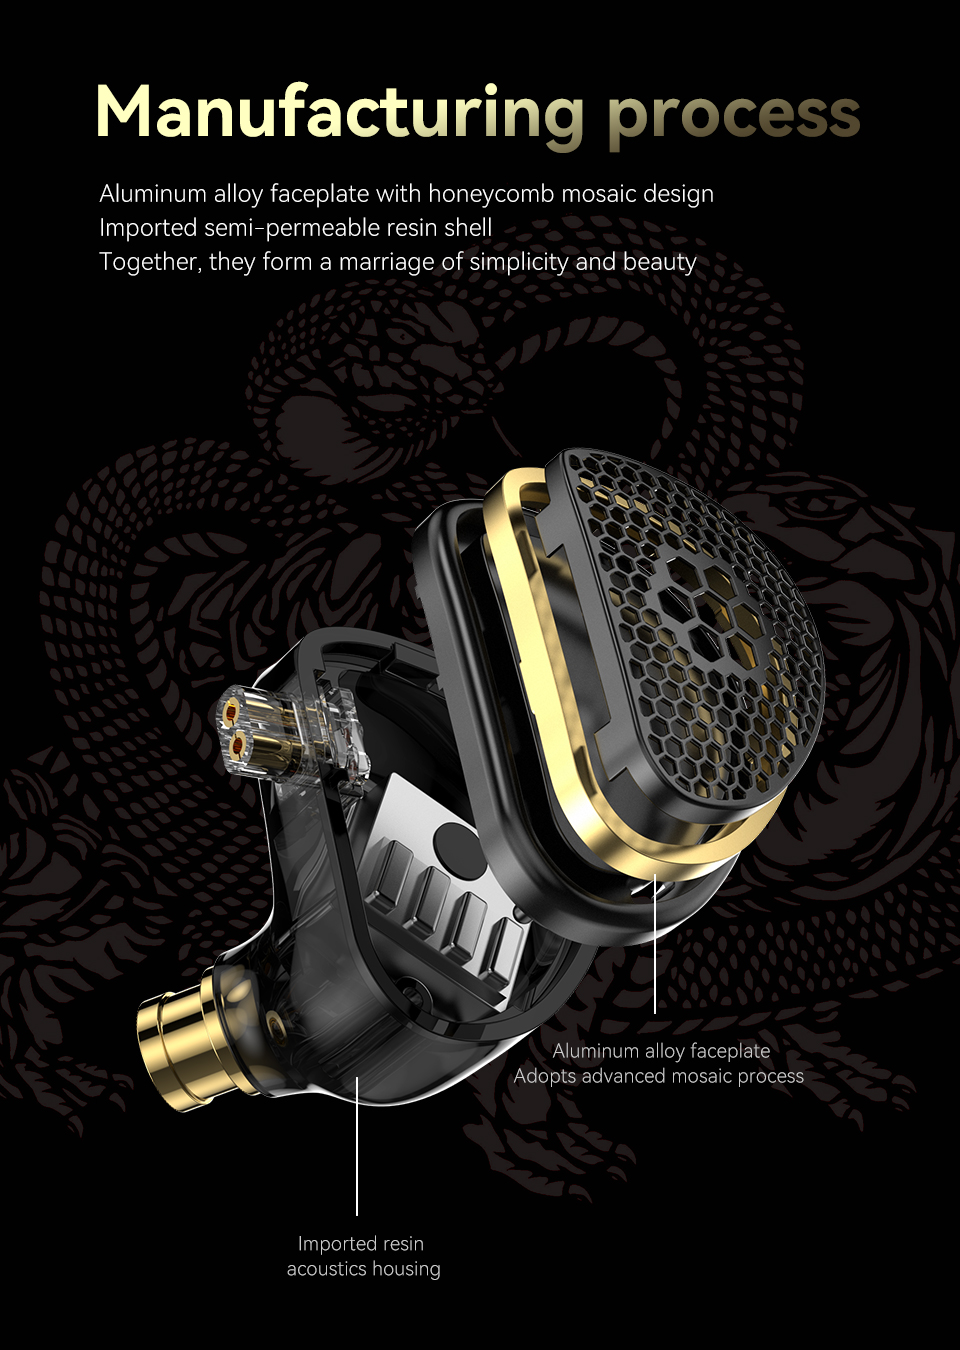 Manufacturing process
Aluminum alloy faceplate with honeycomb mosaic design
Imported semi-permeable resin shell
Together, they form a marriage of simplicity and beauty
Aluminum alloy faceplate
Adopts advanced mosaic process
Imported resin
acoustics housing